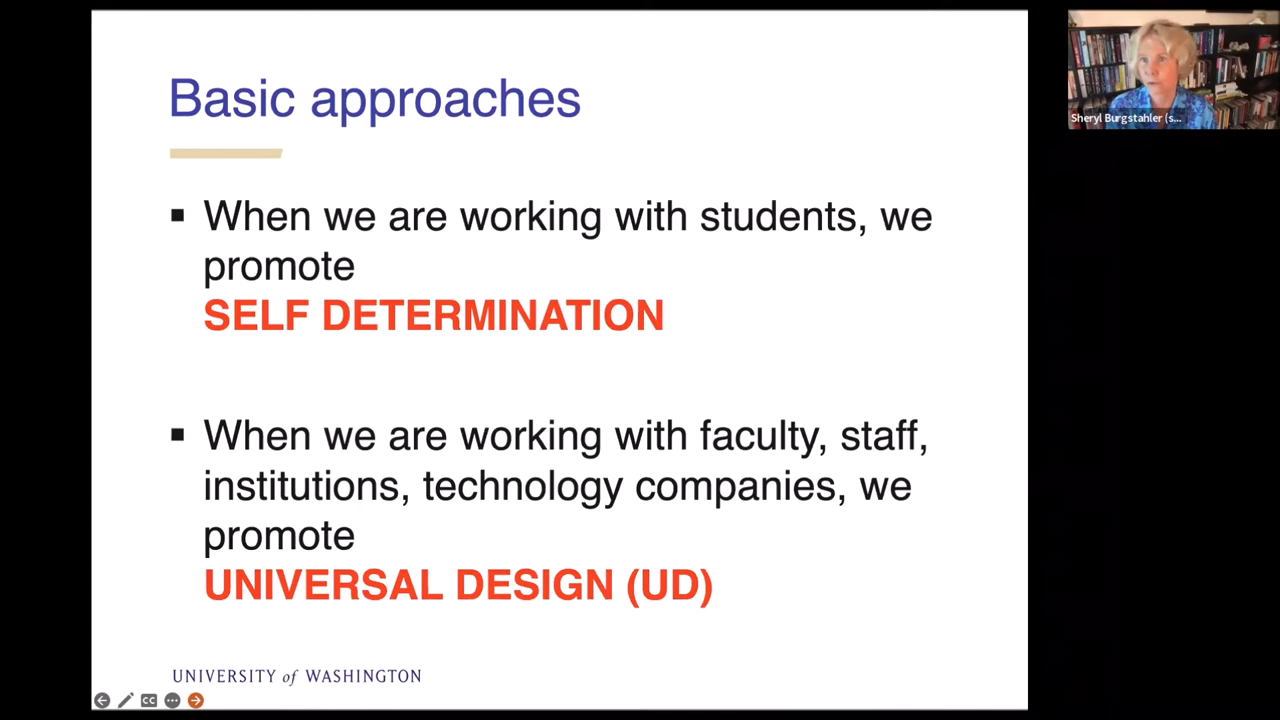 Basic approaches
Sheryl Burgstahler (s...
▪ When we are working with students, we
promote
SELF DETERMINATION
▪ When we are working with faculty, staff,
institutions, technology companies, we
promote
UNIVERSAL DESIGN (UD)
UNIVERSITY of WASHINGTON
CC